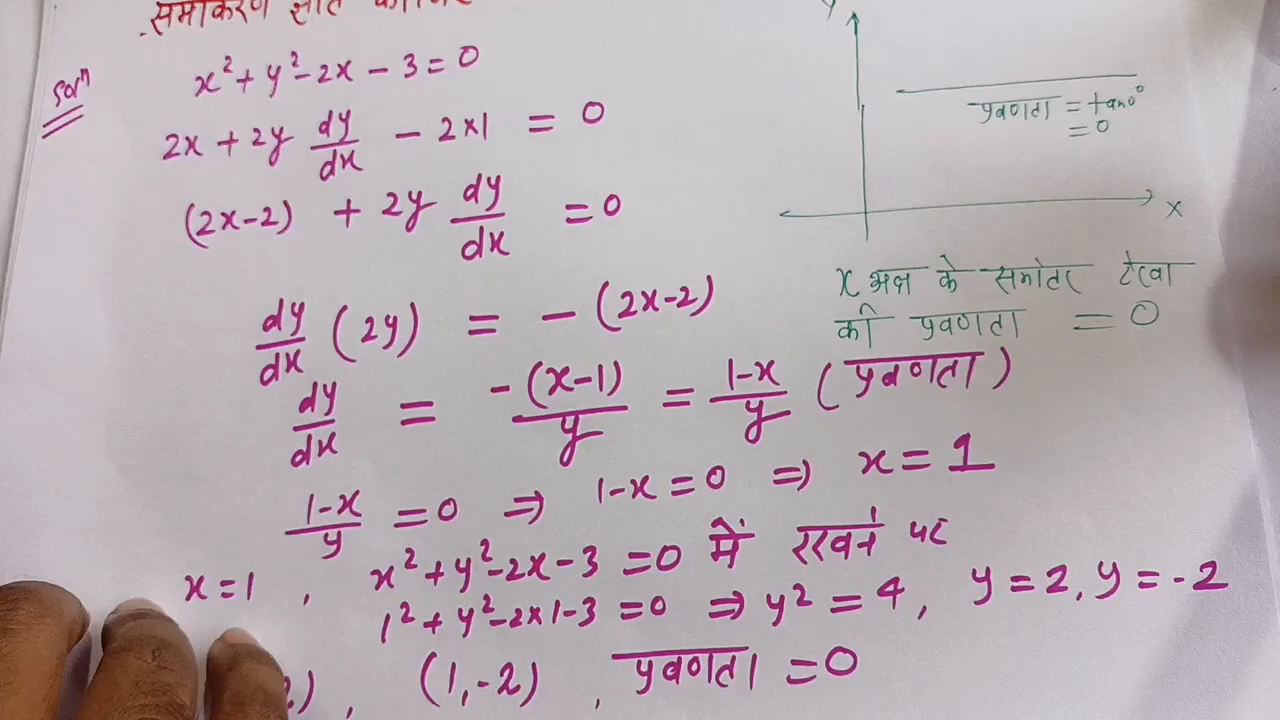 समीकरण ज्ञात कीजिए
Solⁿ
x² + y² - 2x - 3 = 0
2x + 2y dy/dx - 2×1 = 0
(2x-2) + 2y dy/dx = 0
dy/dx (2y) = - (2x-2)
dy/dx = -(x-1)/y = 1-x/y (प्रवणता)
1-x/y = 0 ⇒ 1-x = 0 ⇒ x = 1
x = 1 , x² + y² - 2x - 3 = 0 में रखने पर
1² + y² - 2×1 - 3 = 0 ⇒ y² = 4 , y = 2, y = -2
2) , (1,-2) , प्रवणता = 0
y
प्रवणता = tan0°
= 0
x
x अक्ष के समांतर रेखा
की प्रवणता = 0